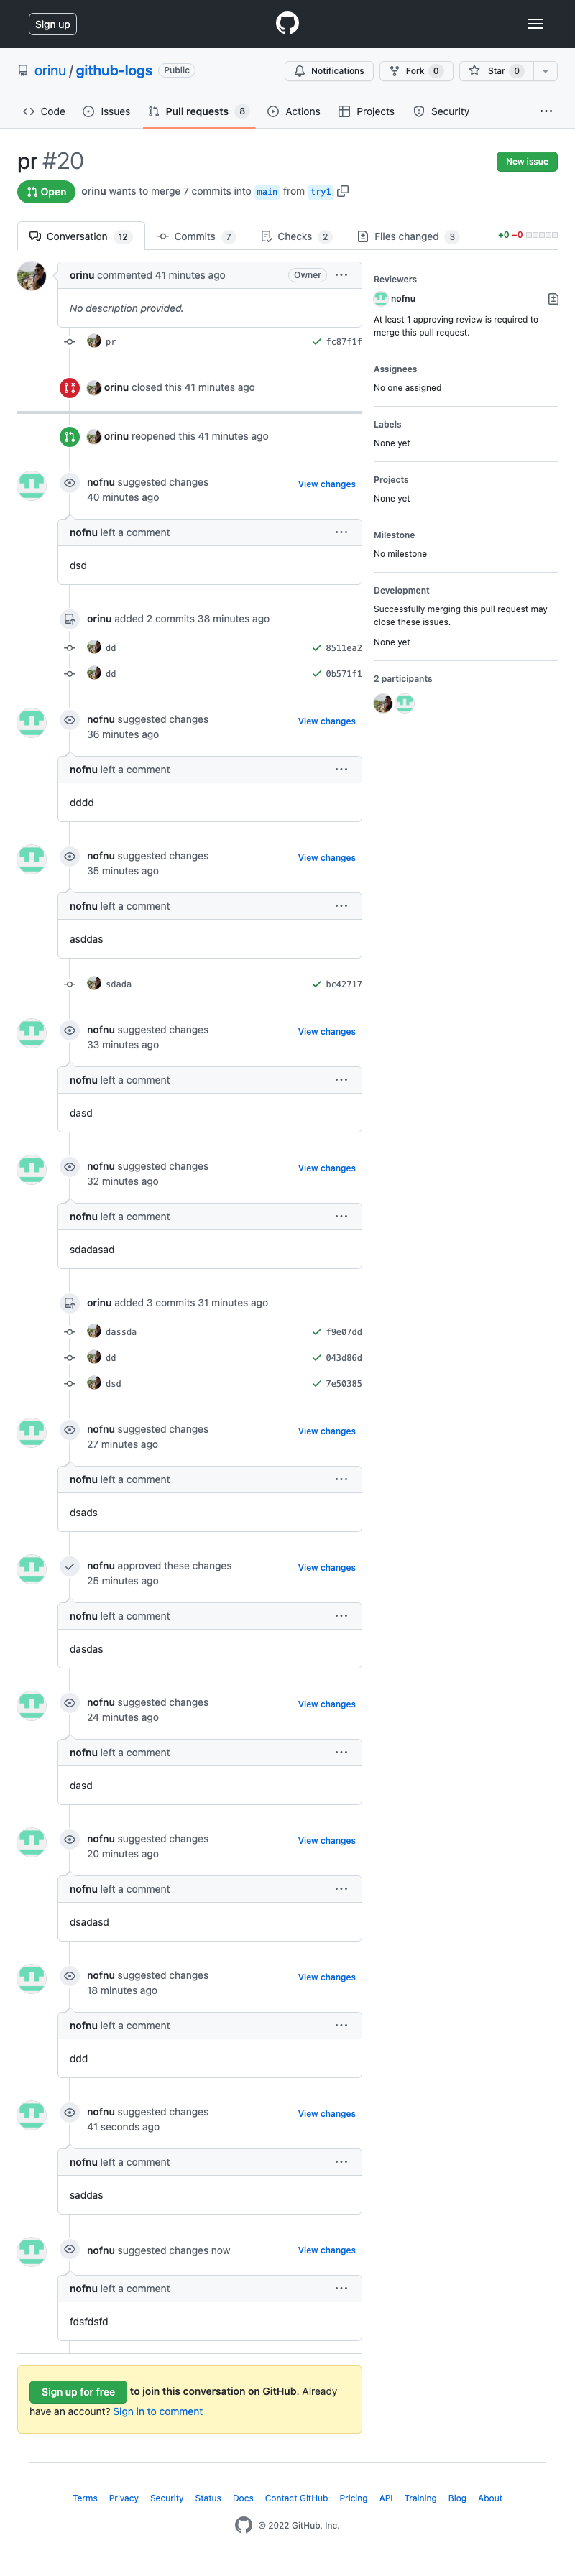 Sign up
orinu / github-logs Public
Notifications Fork 0 Star 0
Code Issues Pull requests 8 Actions Projects Security
pr #20
New issue
Open orinu wants to merge 7 commits into main from try1
Conversation 12 Commits 7 Checks 2 Files changed 3 +0 −0
orinu commented 41 minutes ago Owner
No description provided.
pr fc87f1f
orinu closed this 41 minutes ago
orinu reopened this 41 minutes ago
nofnu suggested changes
40 minutes ago
View changes
nofnu left a comment
dsd
orinu added 2 commits 38 minutes ago
dd 8511ea2
dd 0b571f1
nofnu suggested changes
36 minutes ago
View changes
nofnu left a comment
dddd
nofnu suggested changes
35 minutes ago
View changes
nofnu left a comment
asddas
sdada bc42717
nofnu suggested changes
33 minutes ago
View changes
nofnu left a comment
dasd
nofnu suggested changes
32 minutes ago
View changes
nofnu left a comment
sdadasad
orinu added 3 commits 31 minutes ago
dassda f9e07dd
dd 043d86d
dsd 7e50385
nofnu suggested changes
27 minutes ago
View changes
nofnu left a comment
dsads
nofnu approved these changes
25 minutes ago
View changes
nofnu left a comment
dasdas
nofnu suggested changes
24 minutes ago
View changes
nofnu left a comment
dasd
nofnu suggested changes
20 minutes ago
View changes
nofnu left a comment
dsadasd
nofnu suggested changes
18 minutes ago
View changes
nofnu left a comment
ddd
nofnu suggested changes
41 seconds ago
View changes
nofnu left a comment
saddas
nofnu suggested changes now
View changes
nofnu left a comment
fdsfdsfd
Sign up for free to join this conversation on GitHub. Already
have an account? Sign in to comment
Reviewers
nofnu
At least 1 approving review is required to
merge this pull request.
Assignees
No one assigned
Labels
None yet
Projects
None yet
Milestone
No milestone
Development
Successfully merging this pull request may
close these issues.
None yet
2 participants
Terms Privacy Security Status Docs Contact GitHub Pricing API Training Blog About
© 2022 GitHub, Inc.